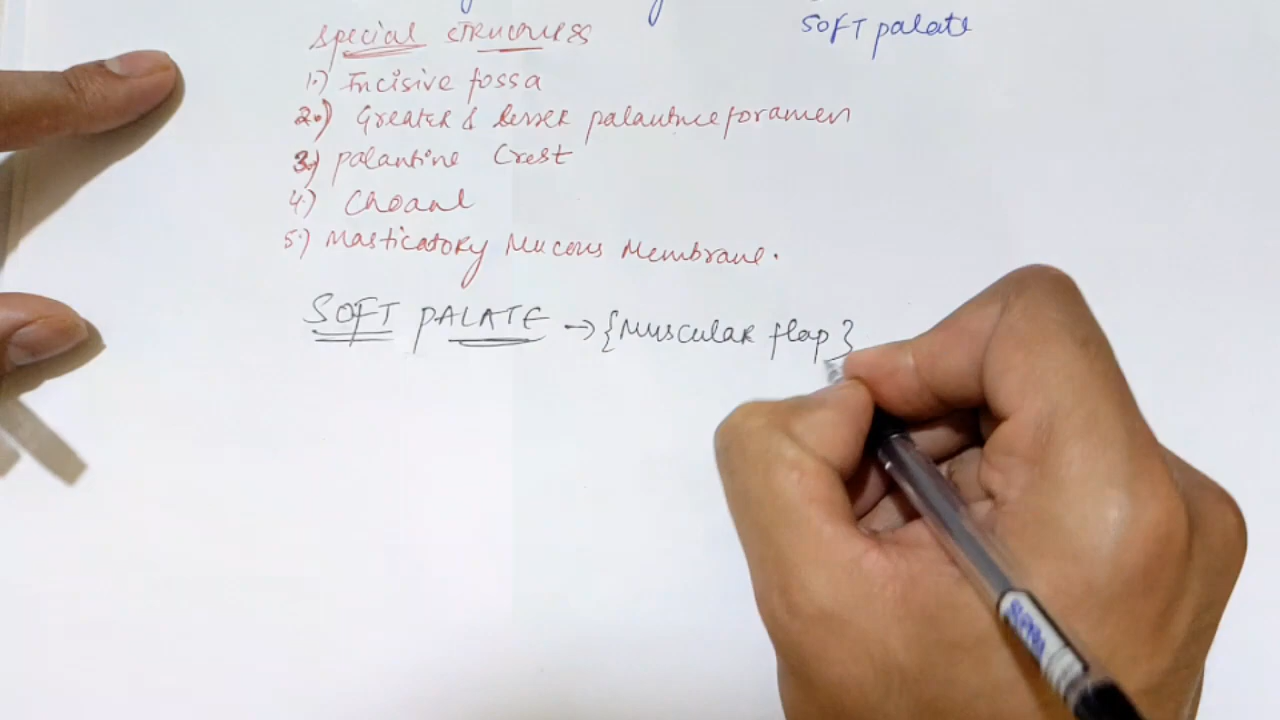 SOFT palate
special structures
1.) Incisive fossa
2.) Greater & lesser palantine foramen
3.) palantine Crest
4.) Choanl
5.) Masticatory Mucous Membrane.
SOFT PALATE → {Muscular flap}